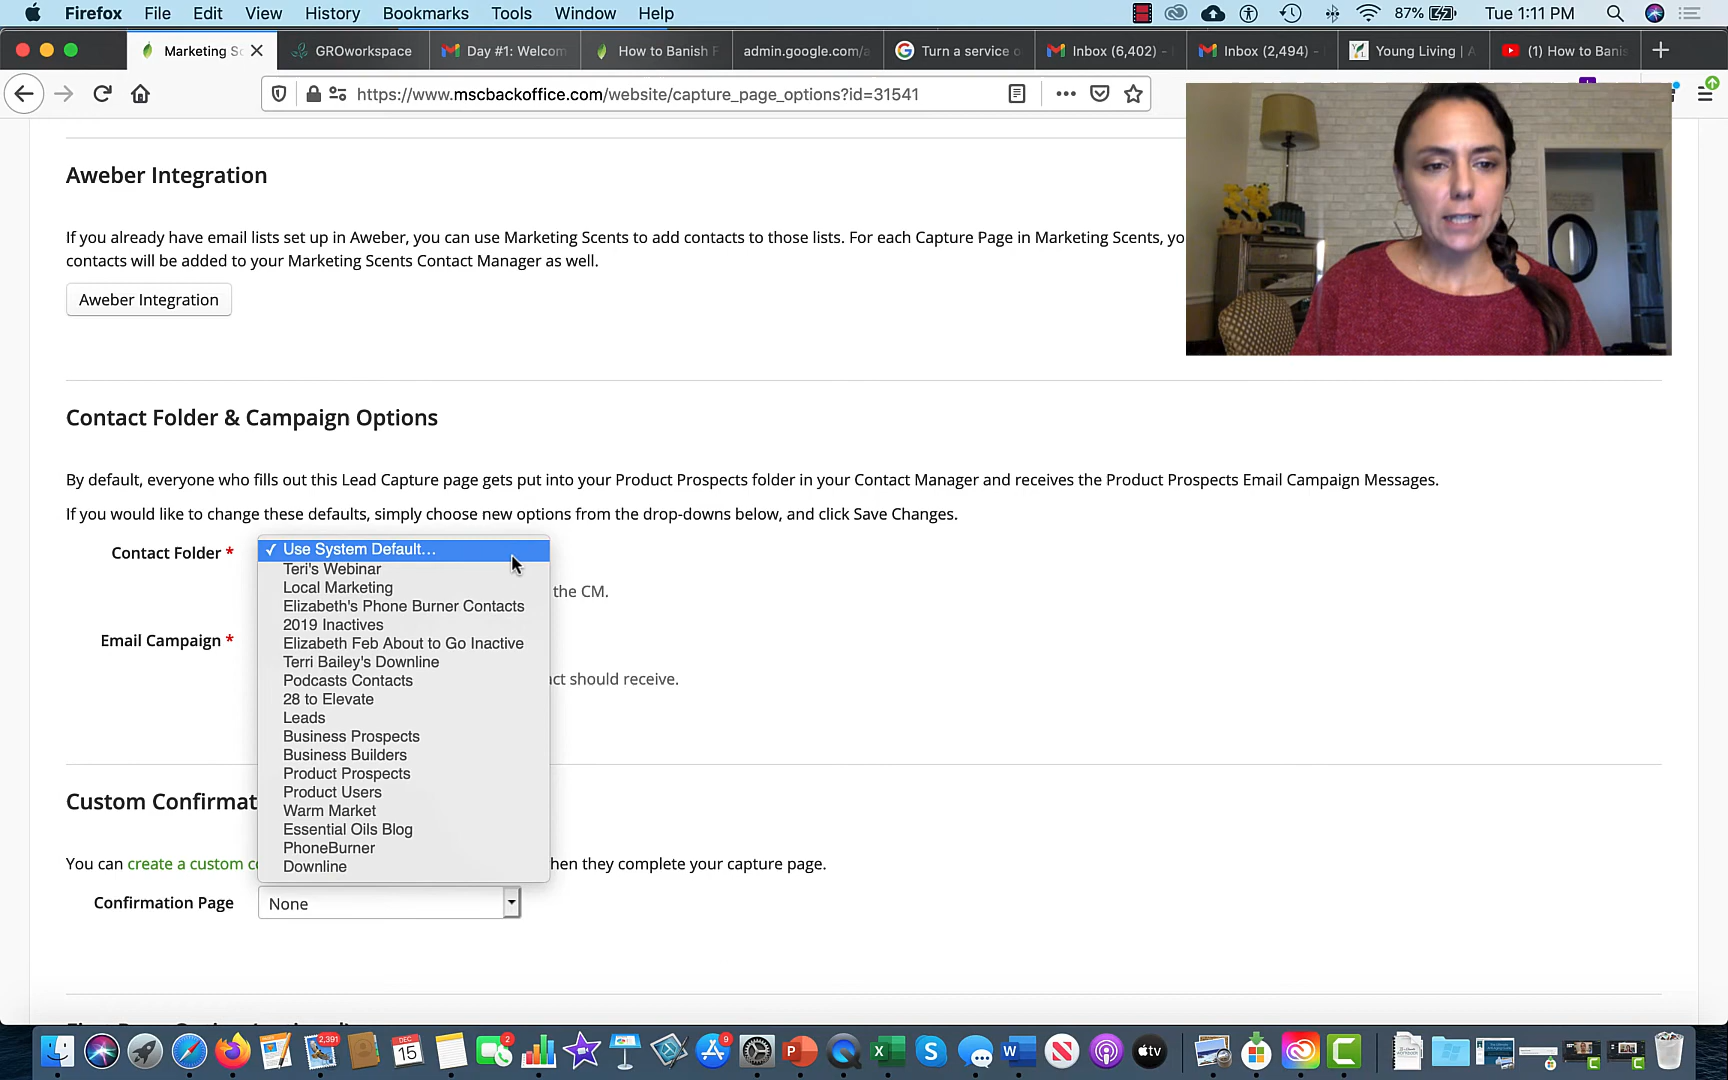 Firefox File Edit View History Bookmarks Tools Window Help 87% Tue 1:11 PM
Marketing Sc GROworkspace Day #1: Welcom How to Banish F admin.google.com/a Turn a service o Inbox (6,402) - Inbox (2,494) - Young Living | A (1) How to Banis
https://www.mscbackoffice.com/website/capture_page_options?id=31541
Aweber Integration
If you already have email lists set up in Aweber, you can use Marketing Scents to add contacts to those lists. For each Capture Page in Marketing Scents, yo
contacts will be added to your Marketing Scents Contact Manager as well.
Aweber Integration
Contact Folder & Campaign Options
By default, everyone who fills out this Lead Capture page gets put into your Product Prospects folder in your Contact Manager and receives the Product Prospects Email Campaign Messages.
If you would like to change these defaults, simply choose new options from the drop-downs below, and click Save Changes.
Contact Folder *
✓ Use System Default...
Teri's Webinar
Local Marketing
the CM.
Elizabeth's Phone Burner Contacts
2019 Inactives
Email Campaign *
Elizabeth Feb About to Go Inactive
Terri Bailey's Downline
Podcasts Contacts
ct should receive.
28 to Elevate
Leads
Business Prospects
Business Builders
Product Prospects
Product Users
Custom Confirmat
Warm Market
Essential Oils Blog
PhoneBurner
Downline
You can create a custom co hen they complete your capture page.
Confirmation Page None
2,391 DEC 15 2 9 tv